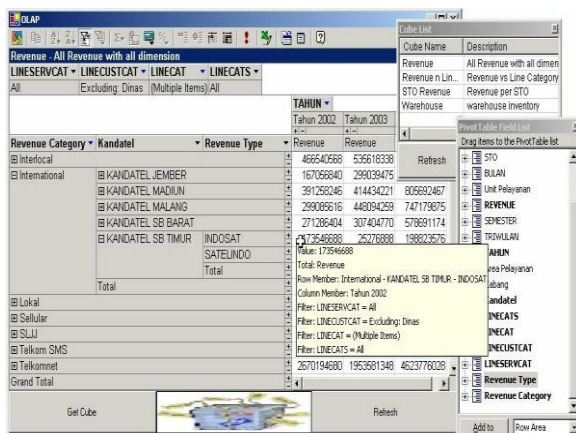 OLAP
Revenue - All Revenue with all dimension
LINESERVCAT LINECUSTCAT LINECAT LINECATS
All Excluding: Dinas (Multiple Items) All
TAHUN
Tahun 2002 Tahun 2003
Revenue Category Kandatel Revenue Type Revenue Revenue
Interlocal 466540568 535618338
International KANDATEL JEMBER 167056840 299039475
KANDATEL MADIUN 391258246 414434221 805692467
KANDATEL MALANG 299085616 448094259 747179875
KANDATEL SB BARAT 271286404 307404770 578691174
KANDATEL SB TIMUR INDOSAT 173546688 25276888 198823576
SATELINDO
Total
Total
Lokal
Sellular
SLJJ
Telkom SMS
Telkomnet 2670194680 1953581348 4623776028
Grand Total
Value: 173546688
Total: Revenue
Row Member: International - KANDATEL SB TIMUR - INDOSAT
Column Member: Tahun 2002
Filter: LINESERVCAT = All
Filter: LINECUSTCAT = Excluding: Dinas
Filter: LINECAT = (Multiple Items)
Filter: LINECATS = All
Get Cube Refresh
Cube List
Cube Name Description
Revenue All Revenue with all dimen
Revenue n Lin... Revenue vs Line Category
STO Revenue Revenue per STO
Warehouse warehouse inventory
Refresh
PivotTable Field List
Drag items to the PivotTable list
STO
BULAN
Unit Pelayanan
REVENUE
SEMESTER
TRIWULAN
TAHUN
Area Pelayanan
Cabang
Kandatel
LINECATS
LINECAT
LINECUSTCAT
LINESERVCAT
Revenue Type
Revenue Category
Add to Row Area